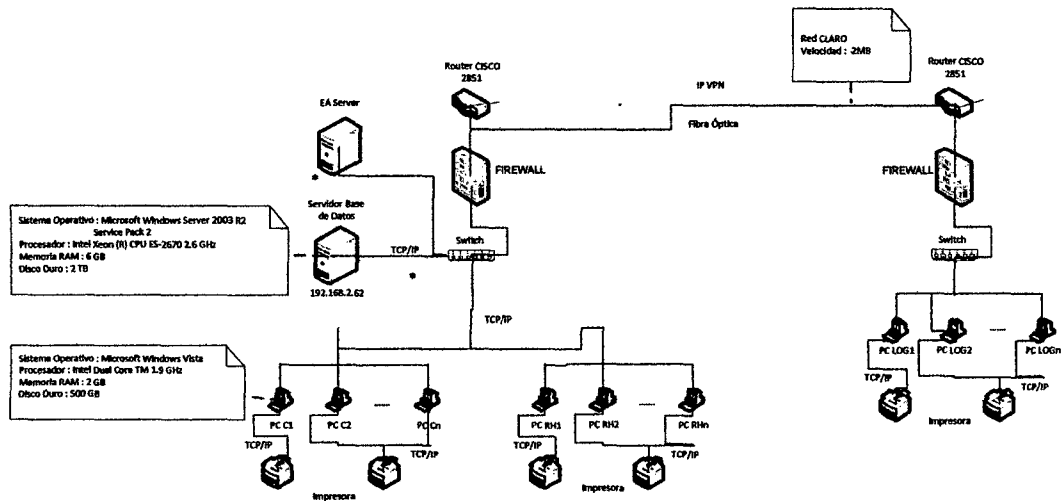 Red CLARO
Velocidad : 2MB
Router CISCO
2851
Router CISCO
2851
IP VPN
EA Server
Fibra Óptica
FIREWALL
FIREWALL
Servidor Base
de Datos
Sistema Operativo : Microsoft Windows Server 2003 R2
Service Pack 2
Procesador : Intel Xeon (R) CPU E5-2670 2.6 GHz
Memoria RAM : 6 GB
Disco Duro : 2 TB
TCP/IP
Switch
Switch
192.168.2.62
TCP/IP
Sistema Operativo : Microsoft Windows Vista
Procesador : Intel Dual Core TM 1.9 GHz
Memoria RAM : 2 GB
Disco Duro : 500 GB
PC LOG1
PC LOG2
PC LOGn
TCP/IP
TCP/IP
Impresora
PC C1
PC C2
PC Cn
PC RH1
PC RH2
PC RHn
TCP/IP
TCP/IP
TCP/IP
TCP/IP
Impresora
Impresora